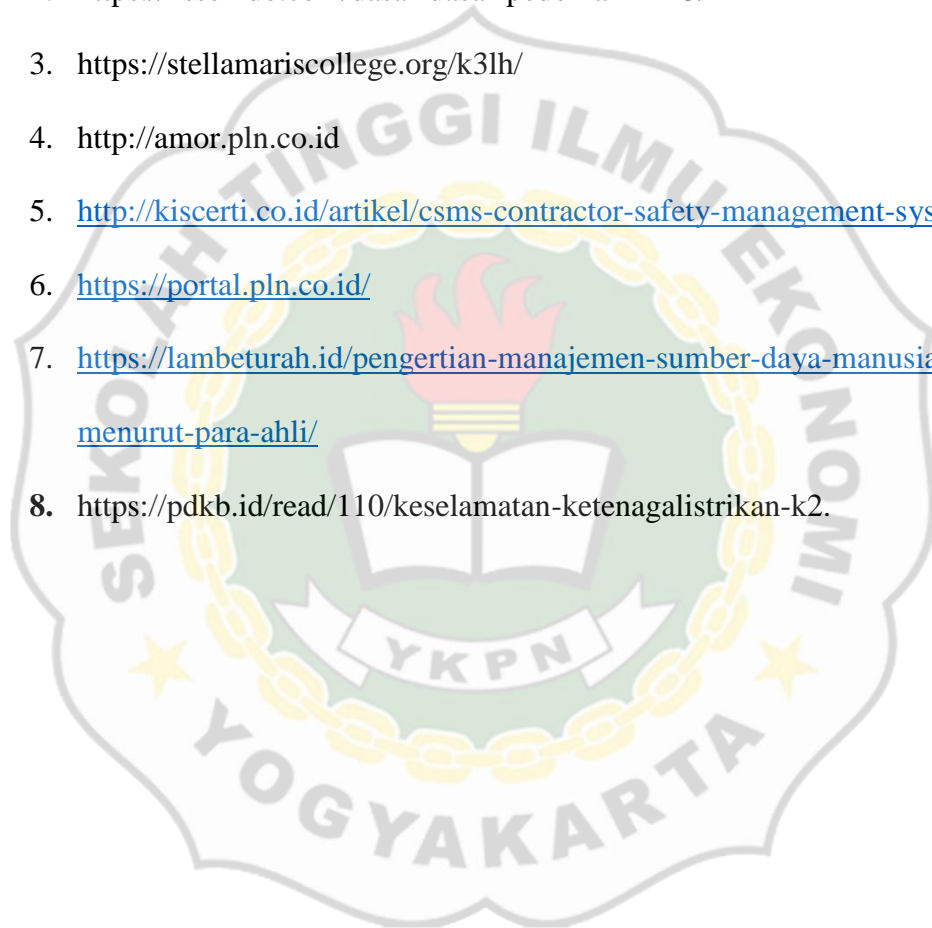 3. https://stellamariscollege.org/k3lh/
4. http://amor.pln.co.id
5. http://kiscerti.co.id/artikel/csms-contractor-safety-management-sys
6. https://portal.pln.co.id/
7. https://lambeturah.id/pengertian-manajemen-sumber-daya-manusia
menurut-para-ahli/
8. https://pdkb.id/read/110/keselamatan-ketenagalistrikan-k2.
SEKOLAH TINGGI ILMU EKONOMI
YKPN
YOGYAKARTA